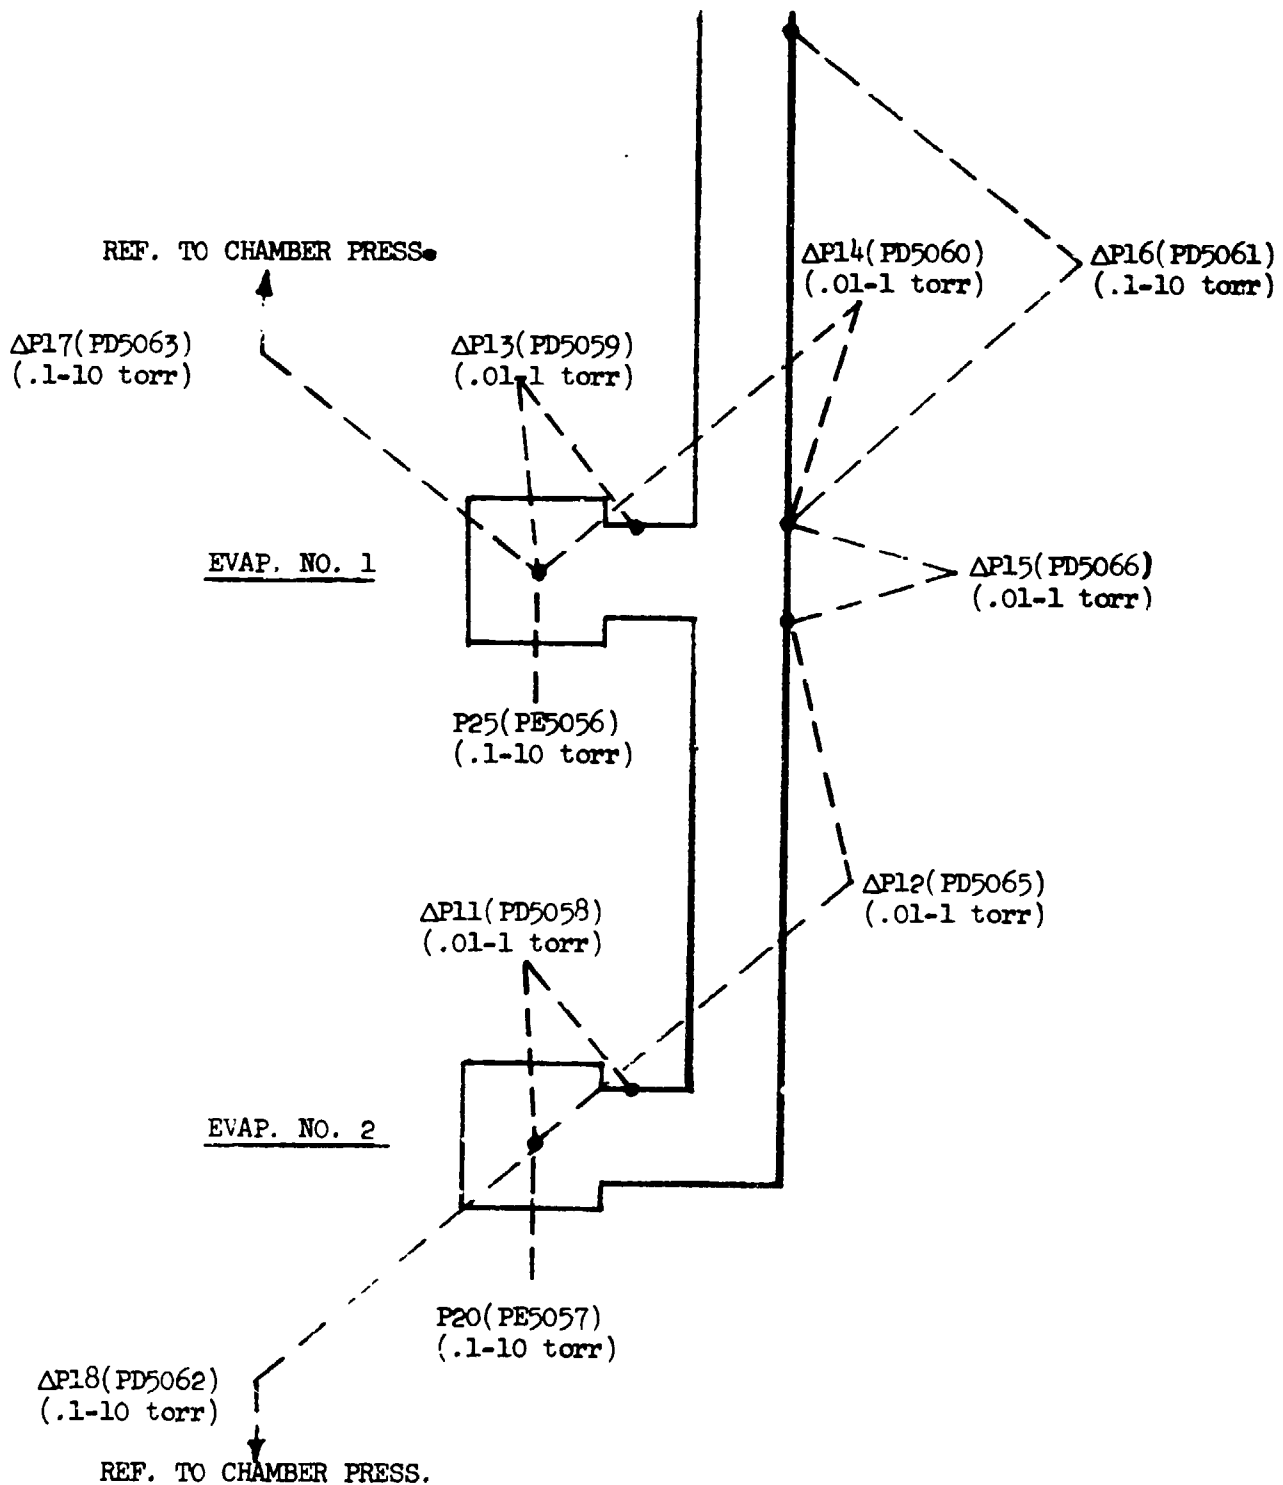 REF. TO CHAMBER PRESS.
ΔP14(PD5060)
(.01-1 torr)
ΔP16(PD5061)
(.1-10 torr)
ΔP17(PD5063)
(.1-10 torr)
ΔP13(PD5059)
(.01-1 torr)
EVAP. NO. 1
ΔP15(PD5066)
(.01-1 torr)
P25(PE5056)
(.1-10 torr)
ΔP12(PD5065)
(.01-1 torr)
ΔP11(PD5058)
(.01-1 torr)
EVAP. NO. 2
P20(PE5057)
(.1-10 torr)
ΔP18(PD5062)
(.1-10 torr)
REF. TO CHAMBER PRESS.